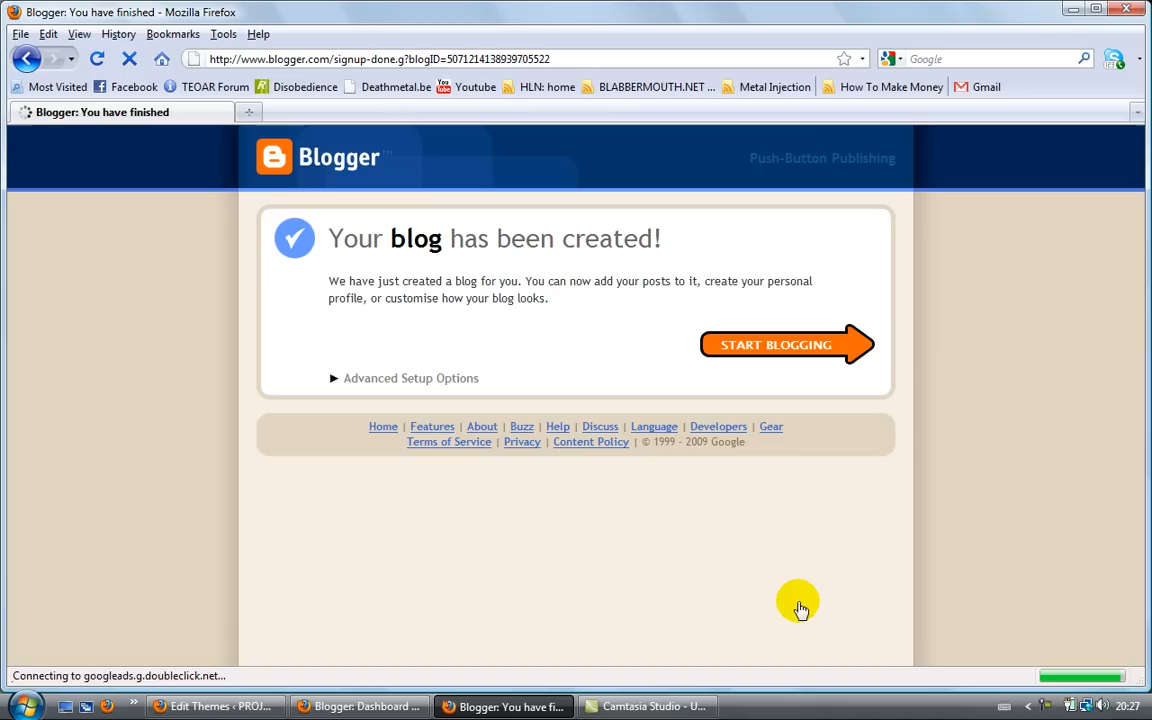 Blogger: You have finished - Mozilla Firefox
File Edit View History Bookmarks Tools Help
http://www.blogger.com/signup-done.g?blogID=5071214138939705522
Google
Most Visited Facebook TEOAR Forum Disobedience Deathmetal.be Youtube HLN: home BLABBERMOUTH.NET ... Metal Injection How To Make Money Gmail
Blogger: You have finished
Blogger™
Push-Button Publishing
Your blog has been created!
We have just created a blog for you. You can now add your posts to it, create your personal
profile, or customise how your blog looks.
START BLOGGING
► Advanced Setup Options
Home | Features | About | Buzz | Help | Discuss | Language | Developers | Gear
Terms of Service | Privacy | Content Policy | © 1999 - 2009 Google
Connecting to googleads.g.doubleclick.net...
Edit Themes ‹ PROJ... Blogger: Dashboard ... Blogger: You have fi... Camtasia Studio - U... 20:27